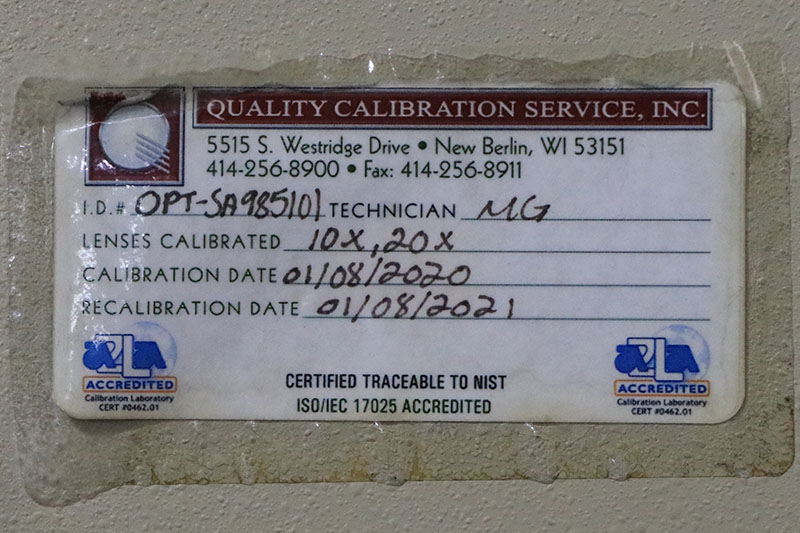 QUALITY CALIBRATION SERVICE, INC.
5515 S. Westridge Drive • New Berlin, WI 53151
414-256-8900 • Fax: 414-256-8911
I.D.# OPT-SA985101 TECHNICIAN MG
LENSES CALIBRATED 10X, 20X
CALIBRATION DATE 01/08/2020
RECALIBRATION DATE 01/08/2021
A2LA
ACCREDITED
Calibration Laboratory
CERT #0462.01
CERTIFIED TRACEABLE TO NIST
ISO/IEC 17025 ACCREDITED
A2LA
ACCREDITED
Calibration Laboratory
CERT #0462.01